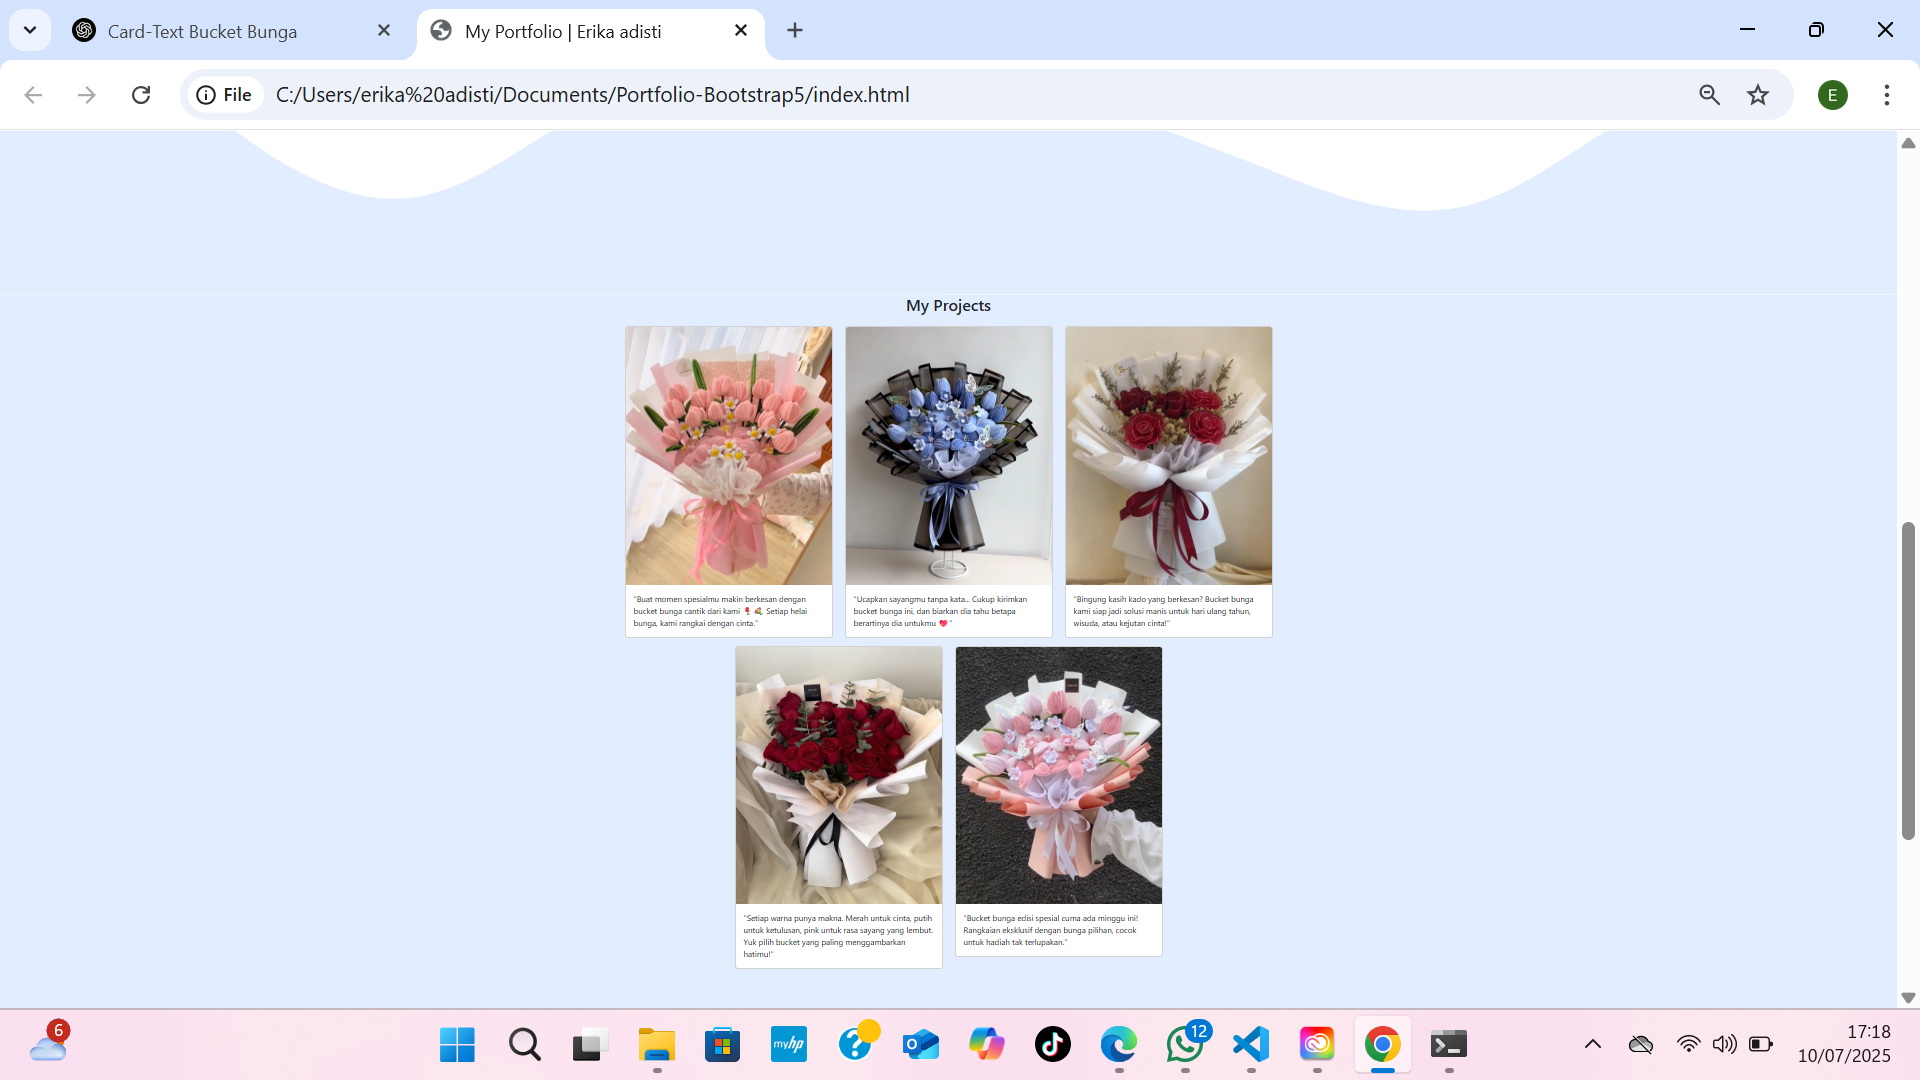 Card-Text Bucket Bunga
My Portfolio | Erika adisti
File
C:/Users/erika%20adisti/Documents/Portfolio-Bootstrap5/index.html
E
My Projects
"Buat momen spesialmu makin berkesan dengan
bucket bunga cantik dari kami 🌷💐. Setiap helai
bunga, kami rangkai dengan cinta."
"Ucapkan sayangmu tanpa kata... Cukup kirimkan
bucket bunga ini, dan biarkan dia tahu betapa
berartinya dia untukmu 💖"
"Bingung kasih kado yang berkesan? Bucket bunga
kami siap jadi solusi manis untuk hari ulang tahun,
wisuda, atau kejutan cinta!"
"Setiap warna punya makna. Merah untuk cinta, putih
untuk ketulusan, pink untuk rasa sayang yang lembut.
Yuk pilih bucket yang paling menggambarkan
hatimu!"
"Bucket bunga edisi spesial cuma ada minggu ini!
Rangkaian eksklusif dengan bunga pilihan, cocok
untuk hadiah tak terlupakan."
6
myhp
12
17:18
10/07/2025